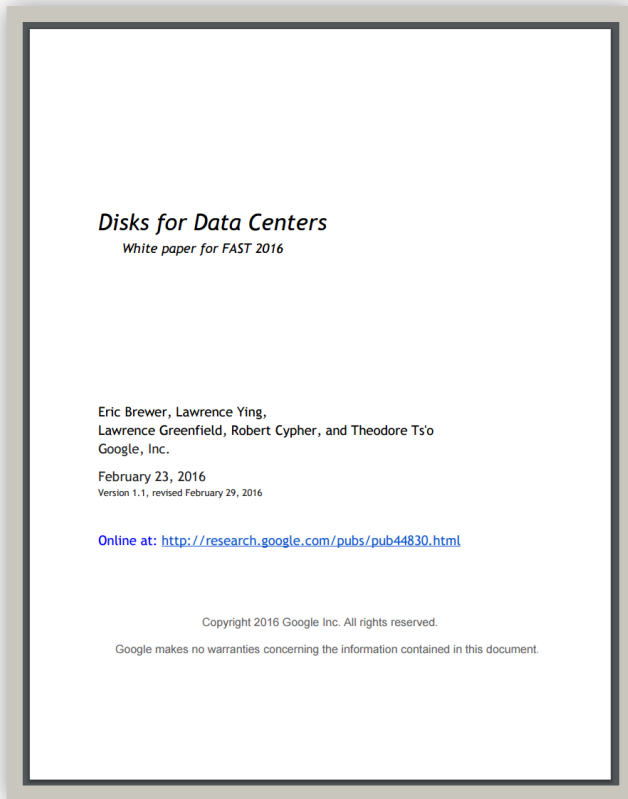 Disks for Data Centers
White paper for FAST 2016
Eric Brewer, Lawrence Ying,
Lawrence Greenfield, Robert Cypher, and Theodore Ts'o
Google, Inc.
February 23, 2016
Version 1.1, revised February 29, 2016
Online at: http://research.google.com/pubs/pub44830.html
Copyright 2016 Google Inc. All rights reserved.
Google makes no warranties concerning the information contained in this document.